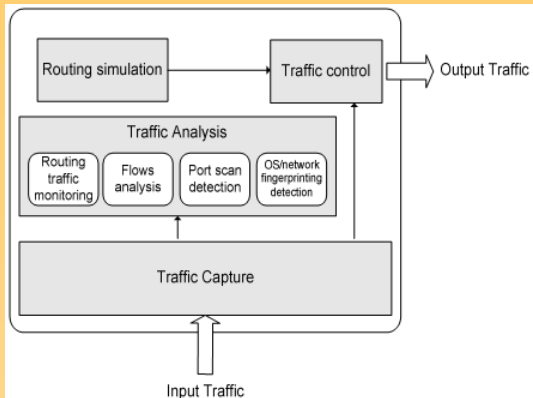 Routing simulation
Traffic control
Output Traffic
Traffic Analysis
Routing
traffic
monitoring
Flows
analysis
Port scan
detection
OS/network
fingerprinting
detection
Traffic Capture
Input Traffic